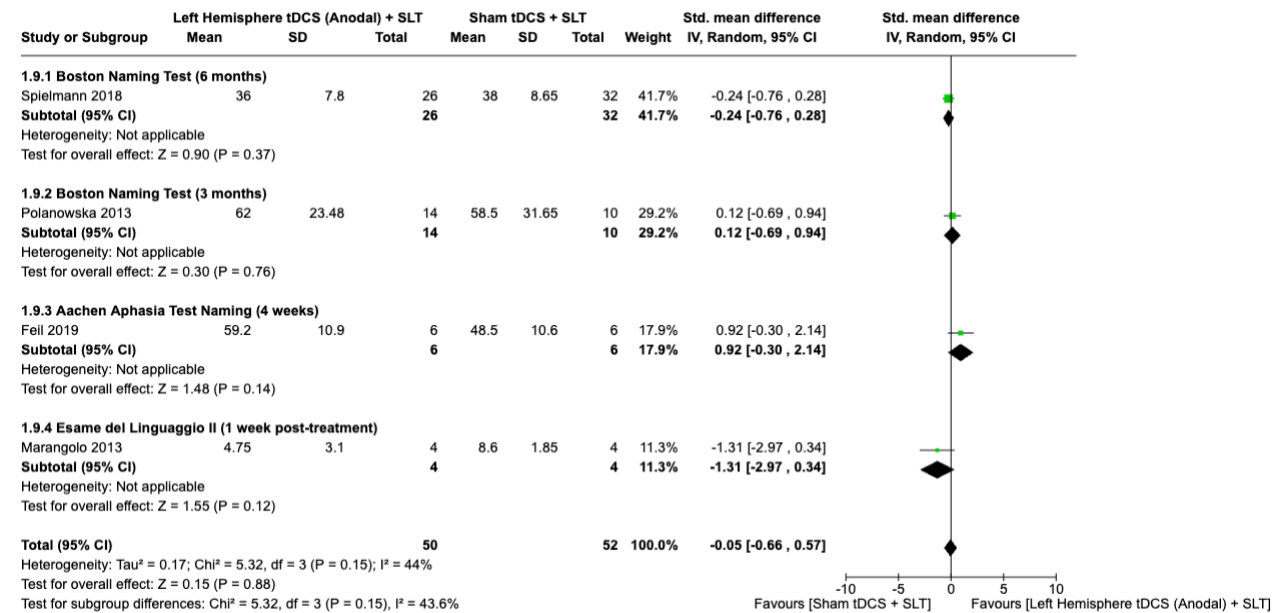 Left Hemisphere tDCS (Anodal) + SLT Sham tDCS + SLT Std. mean difference Std. mean difference
Study or Subgroup Mean SD Total Mean SD Total Weight IV, Random, 95% CI IV, Random, 95% CI
1.9.1 Boston Naming Test (6 months)
Spielmann 2018 36 7.8 26 38 8.65 32 41.7% -0.24 [-0.76 , 0.28]
Subtotal (95% CI) 26 32 41.7% -0.24 [-0.76 , 0.28]
Heterogeneity: Not applicable
Test for overall effect: Z = 0.90 (P = 0.37)
1.9.2 Boston Naming Test (3 months)
Polanowska 2013 62 23.48 14 58.5 31.65 10 29.2% 0.12 [-0.69 , 0.94]
Subtotal (95% CI) 14 10 29.2% 0.12 [-0.69 , 0.94]
Heterogeneity: Not applicable
Test for overall effect: Z = 0.30 (P = 0.76)
1.9.3 Aachen Aphasia Test Naming (4 weeks)
Feil 2019 59.2 10.9 6 48.5 10.6 6 17.9% 0.92 [-0.30 , 2.14]
Subtotal (95% CI) 6 6 17.9% 0.92 [-0.30 , 2.14]
Heterogeneity: Not applicable
Test for overall effect: Z = 1.48 (P = 0.14)
1.9.4 Esame del Linguaggio II (1 week post-treatment)
Marangolo 2013 4.75 3.1 4 8.6 1.85 4 11.3% -1.31 [-2.97 , 0.34]
Subtotal (95% CI) 4 4 11.3% -1.31 [-2.97 , 0.34]
Heterogeneity: Not applicable
Test for overall effect: Z = 1.55 (P = 0.12)
Total (95% CI) 50 52 100.0% -0.05 [-0.66 , 0.57]
Heterogeneity: Tau² = 0.17; Chi² = 5.32, df = 3 (P = 0.15); I² = 44%
Test for overall effect: Z = 0.15 (P = 0.88) -10 -5 0 5 10
Test for subgroup differences: Chi² = 5.32, df = 3 (P = 0.15), I² = 43.6% Favours [Sham tDCS + SLT] Favours [Left Hemisphere tDCS (Anodal) + SLT]